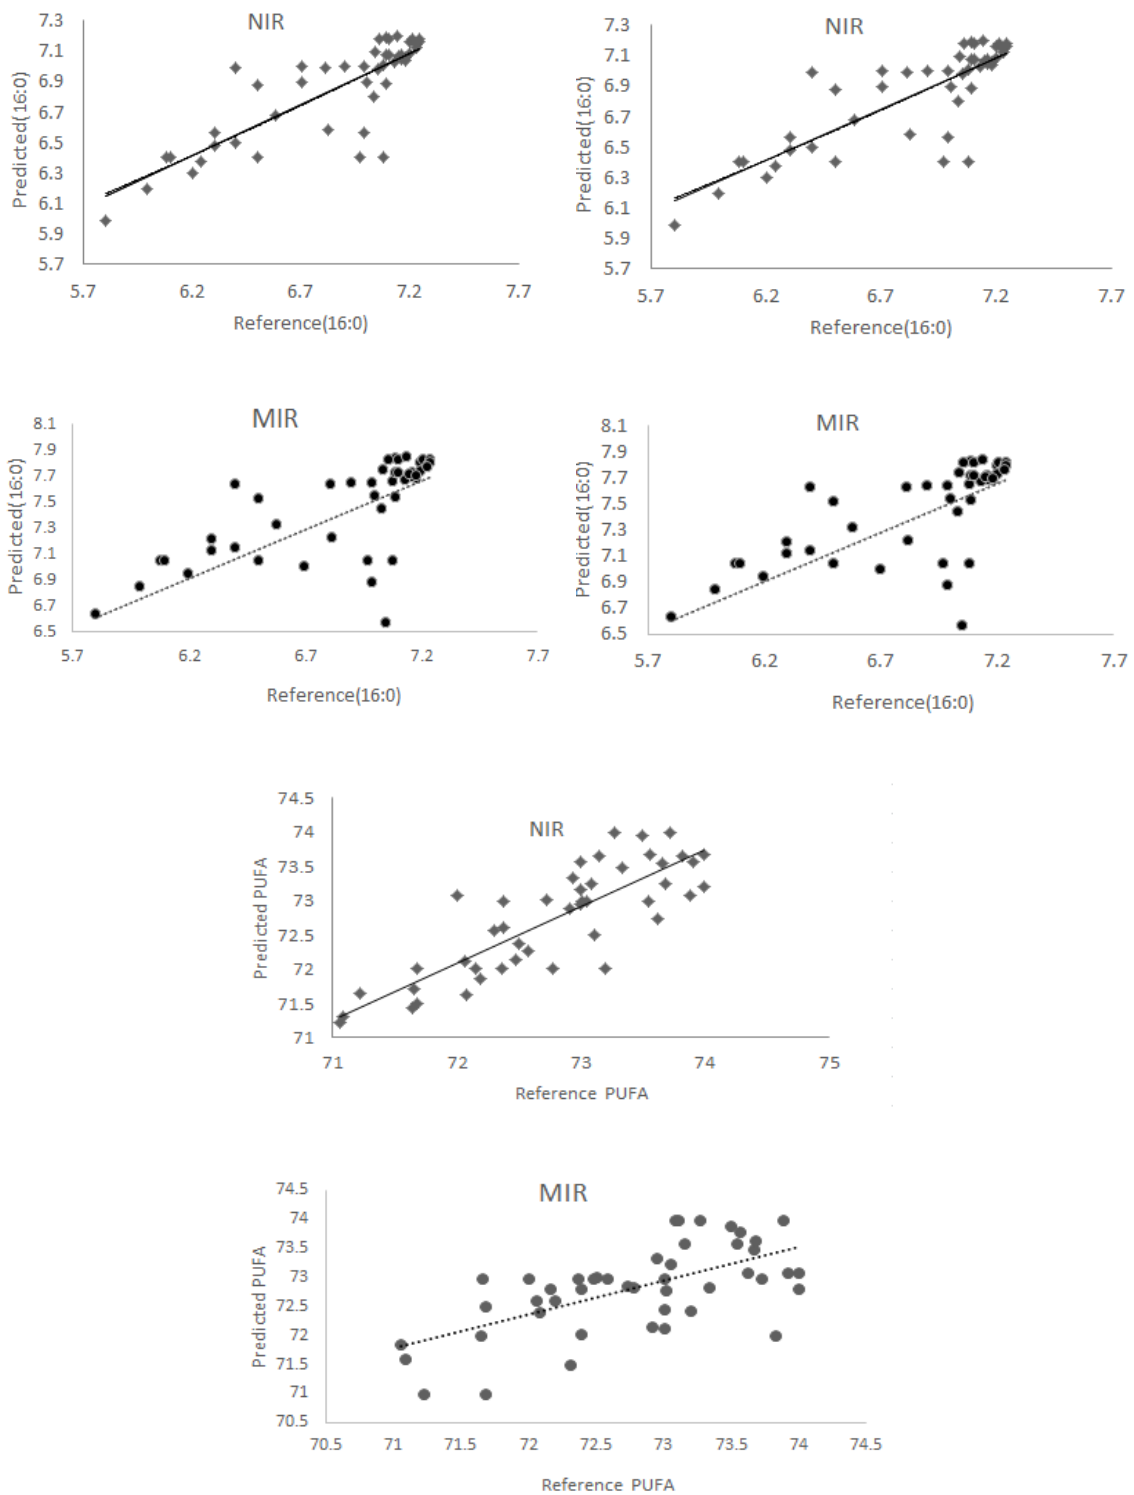 NIR
7.3
7.1
6.9
6.7
6.5
6.3
6.1
5.9
5.7
Predicted(16:0)
5.7 6.2 6.7 7.2 7.7
Reference(16:0)
NIR
7.3
7.1
6.9
6.7
6.5
6.3
6.1
5.9
5.7
Predicted(16:0)
5.7 6.2 6.7 7.2 7.7
Reference(16:0)
MIR
8.1
7.9
7.7
7.5
7.3
7.1
6.9
6.7
6.5
Predicted(16:0)
5.7 6.2 6.7 7.2 7.7
Reference(16:0)
MIR
8.1
7.9
7.7
7.5
7.3
7.1
6.9
6.7
6.5
Predicted(16:0)
5.7 6.2 6.7 7.2 7.7
Reference(16:0)
NIR
74.5
74
73.5
73
72.5
72
71.5
71
Predicted PUFA
71 72 73 74 75
Reference PUFA
MIR
74.5
74
73.5
73
72.5
72
71.5
71
70.5
Predicted PUFA
70.5 71 71.5 72 72.5 73 73.5 74 74.5
Reference PUFA